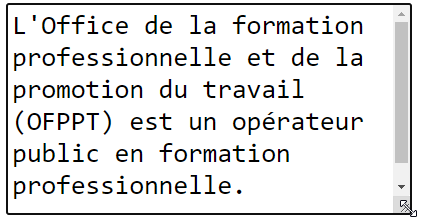 L'Office de la formation
professionnelle et de la
promotion du travail
(OFPPT) est un opérateur
public en formation
professionnelle.